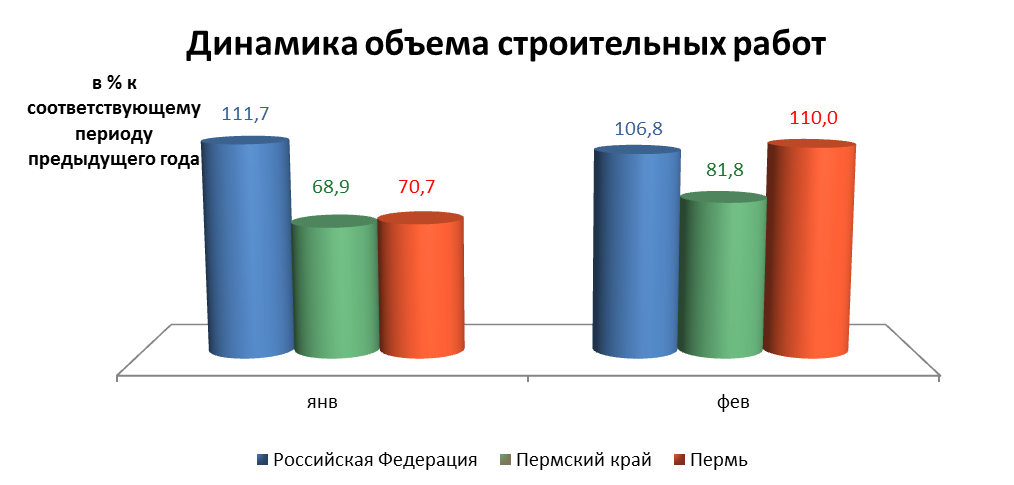 Динамика объема строительных работ
в % к
соответствующему
периоду
предыдущего года
111,7
68,9
70,7
106,8
81,8
110,0
янв
фев
Российская Федерация
Пермский край
Пермь